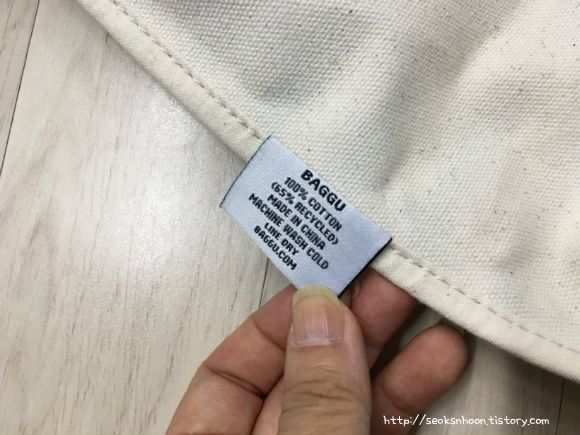 BAGGU
100% COTTON
(65% RECYCLED)
MADE IN CHINA
MACHINE WASH COLD
LINE DRY
BAGGU.COM
http://seoksnhoon.tistory.com